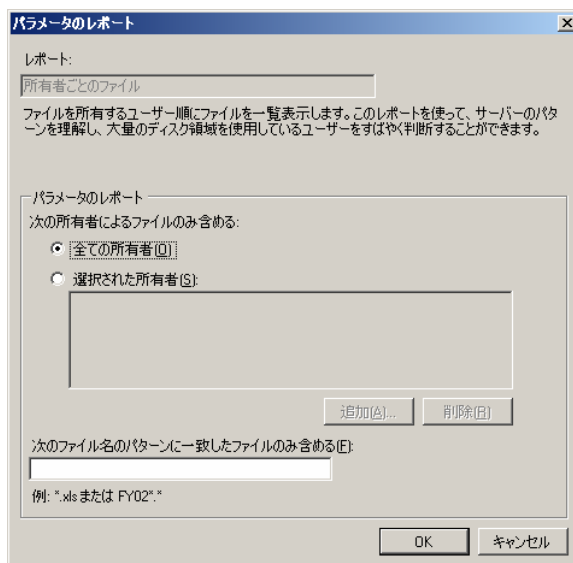 パラメータのレポート
レポート:
所有者ごとのファイル
ファイルを所有するユーザー順にファイルを一覧表示します。このレポートを使って、サーバーのパタ
ーンを理解し、大量のディスク領域を使用しているユーザーをすばやく判断することができます。
パラメータのレポート
次の所有者によるファイルのみ含める:
全ての所有者(O)
選択された所有者(S):
追加(A)...
削除(R)
次のファイル名のパターンに一致したファイルのみ含める(F):
例: *.xls または FY02*.*
OK
キャンセル